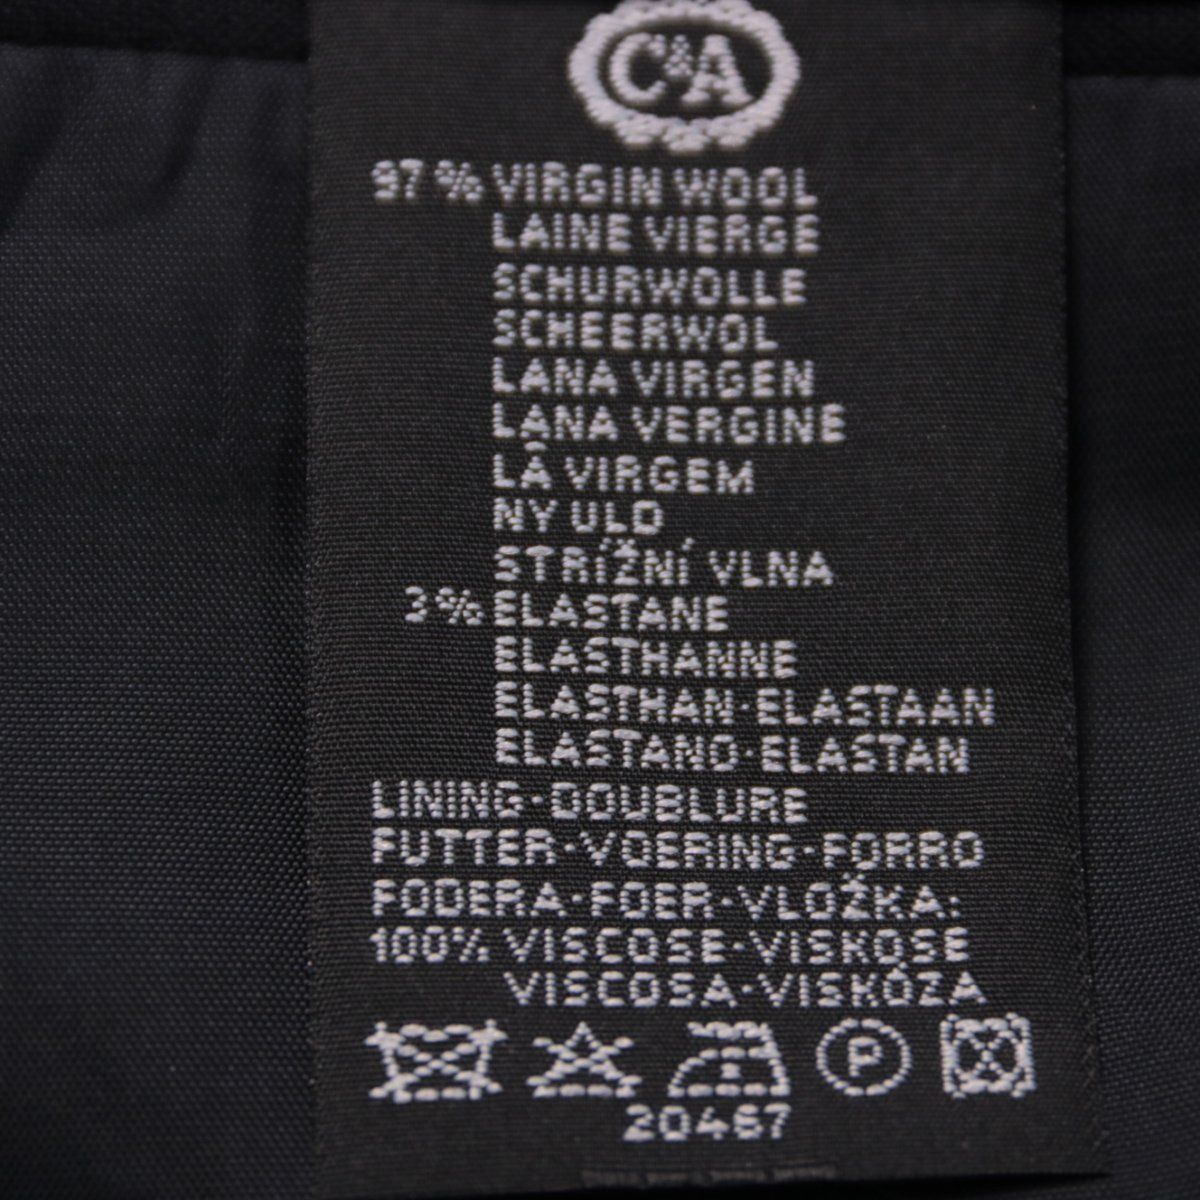 C&A
97% VIRGIN WOOL
LAINE VIERGE
SCHURWOLLE
SCHEERWOL
LANA VIRGEN
LANA VERGINE
LÃ VIRGEM
NY ULD
STRÍŽNÍ VLNA
3% ELASTANE
ELASTHANNE
ELASTHAN·ELASTAAN
ELASTANO·ELASTAN
LINING·DOUBLURE
FUTTER·VOERING·FORRO
FODERA·FOER·VLOŽKA:
100% VISCOSE·VISKOSE
VISCOSA·VISKÓZA
P
20467